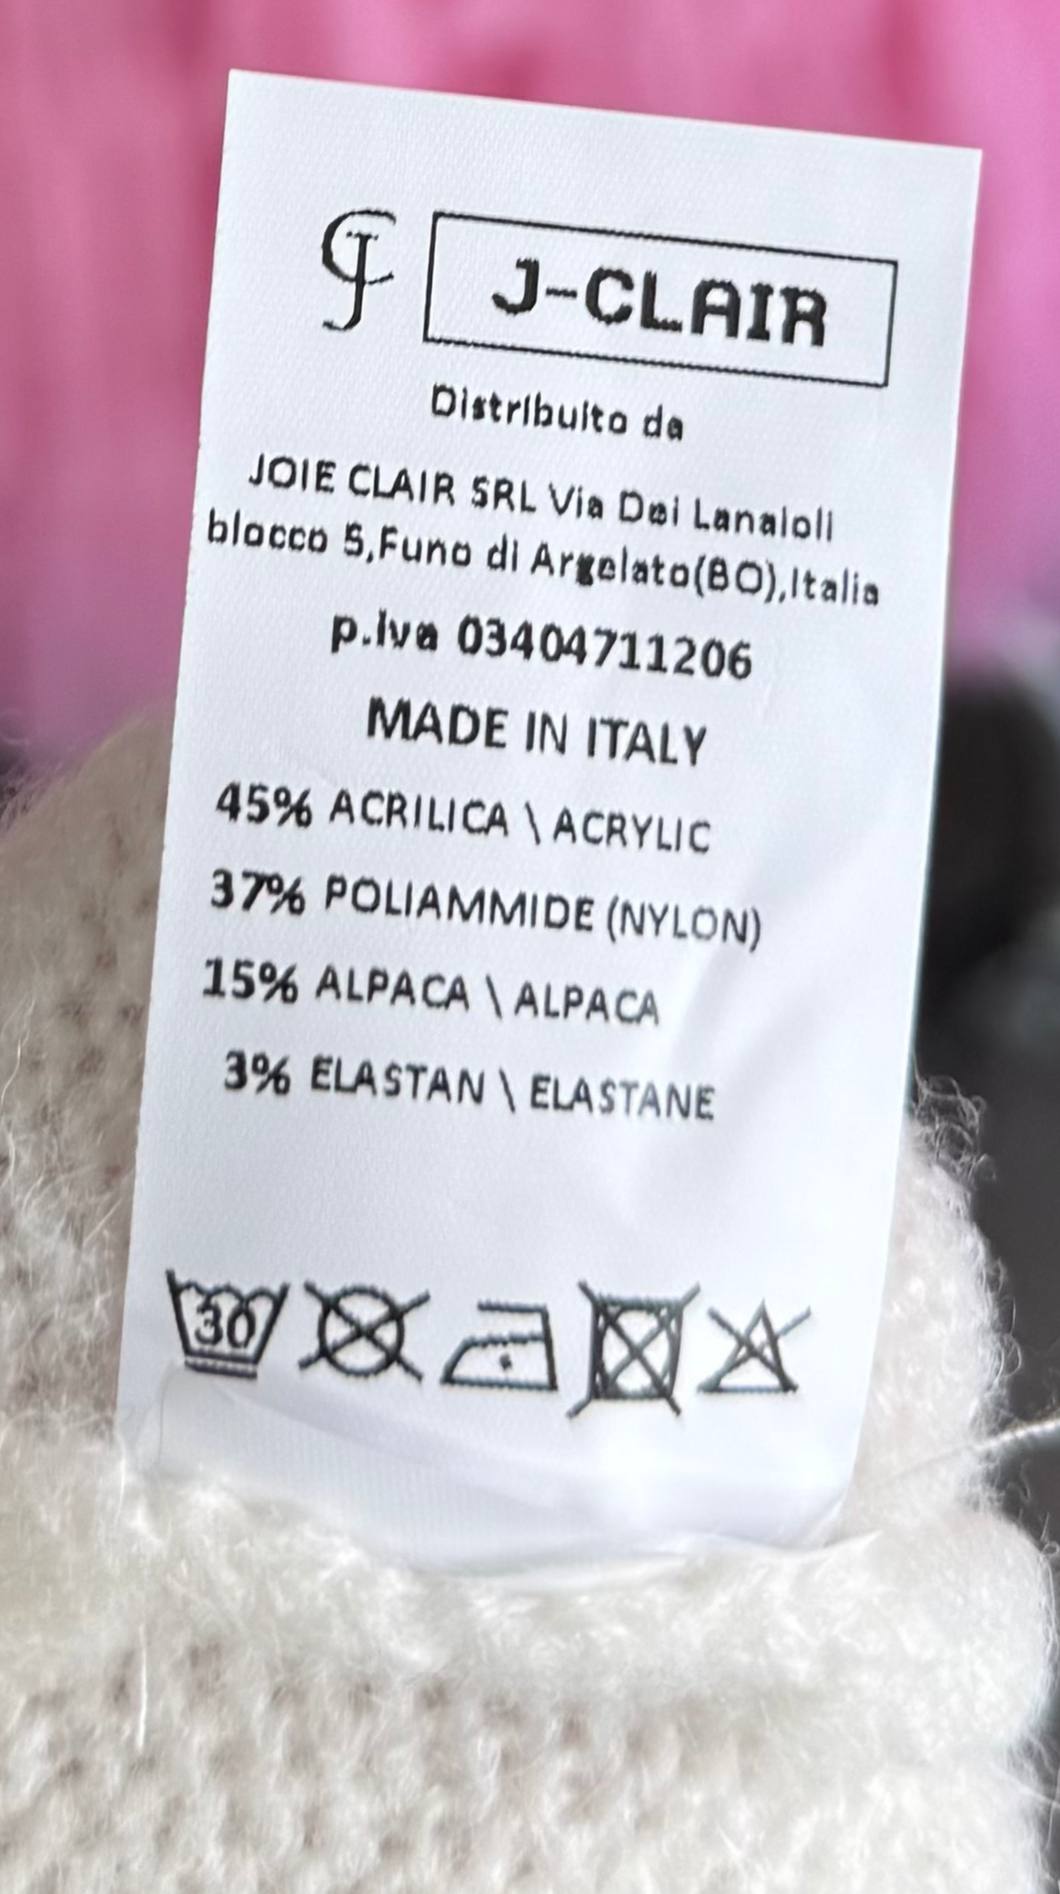 J-CLAIR
Distribuito da
JOIE CLAIR SRL Via Dei Lanaioli
blocco 5,Funo di Argelato(BO),Italia
p.iva 03404711206
MADE IN ITALY
45% ACRILICA \ ACRYLIC
37% POLIAMMIDE (NYLON)
15% ALPACA \ ALPACA
3% ELASTAN \ ELASTANE
30